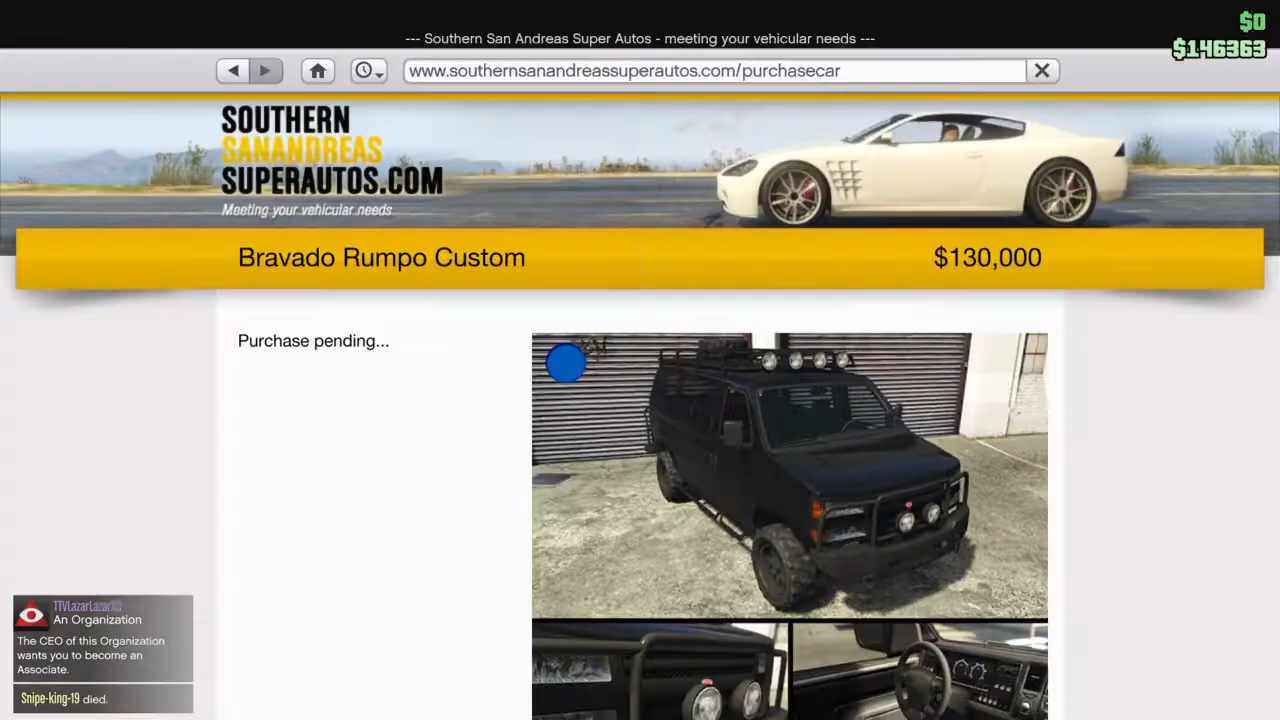 $0
$146363
--- Southern San Andreas Super Autos - meeting your vehicular needs ---
www.southernsanandreassuperautos.com/purchasecar
SOUTHERN
SANANDREAS
SUPERAUTOS.COM
Meeting your vehicular needs
Bravado Rumpo Custom
$130,000
Purchase pending...
An Organization
The CEO of this Organization
wants you to become an
Associate.
Snipe-king-19 died.